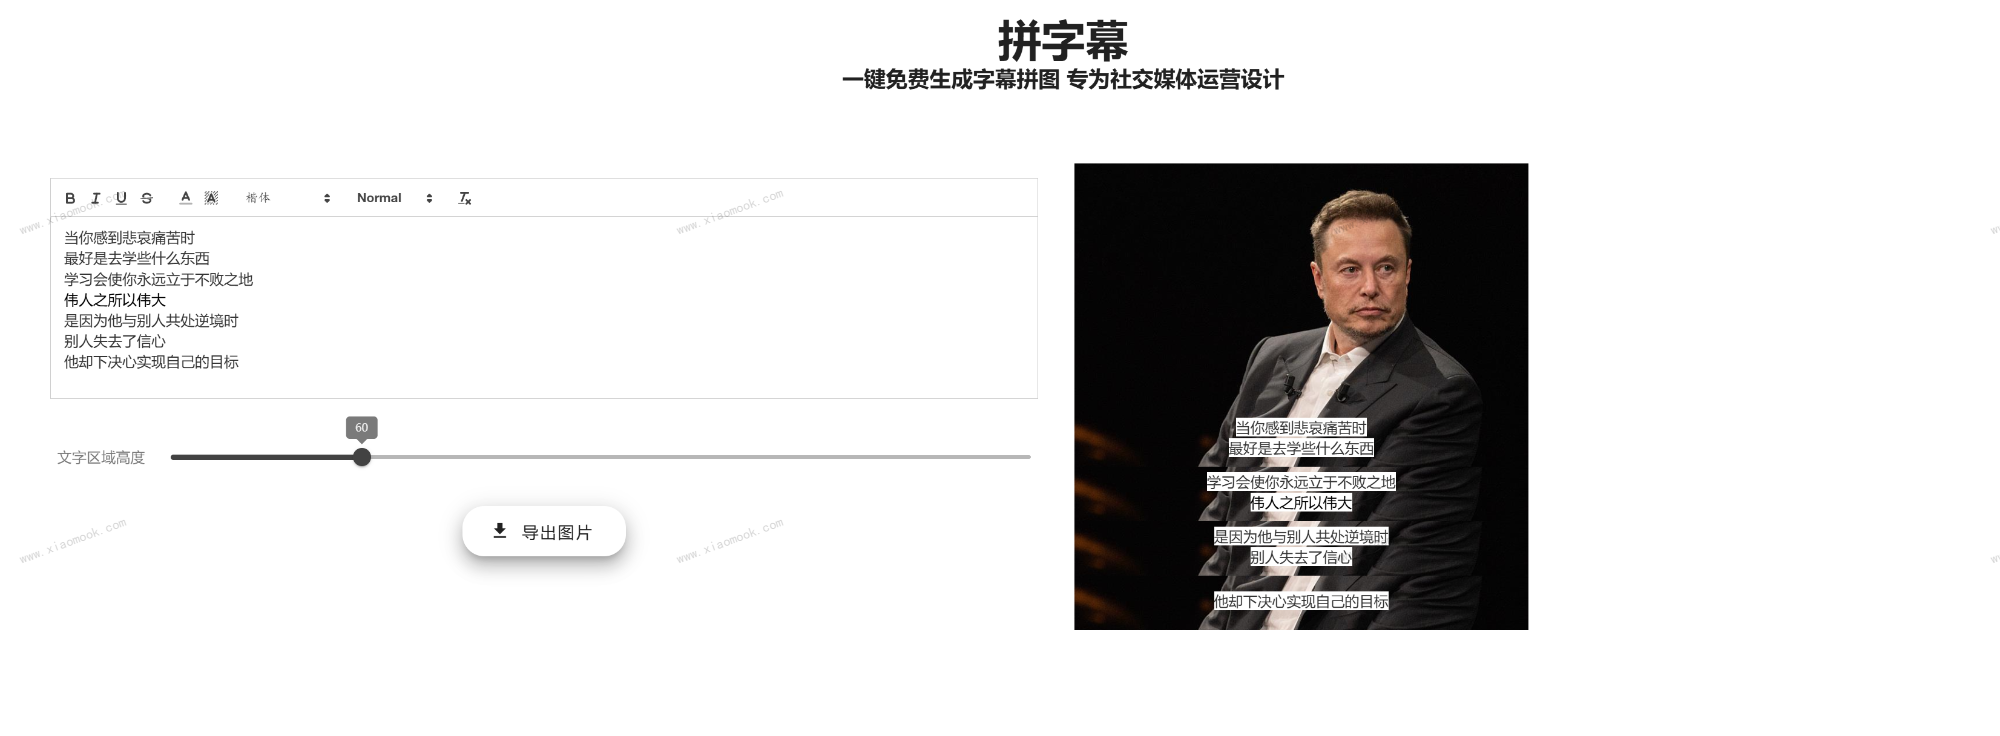 拼字幕
一键免费生成字幕拼图 专为社交媒体运营设计
B I U S A A 楷体 Normal Tx
当你感到悲哀痛苦时
最好是去学些什么东西
学习会使你永远立于不败之地
伟人之所以伟大
是因为他与别人共处逆境时
别人失去了信心
他却下决心实现自己的目标
60
文字区域高度
导出图片
当你感到悲哀痛苦时
最好是去学些什么东西
学习会使你永远立于不败之地
伟人之所以伟大
是因为他与别人共处逆境时
别人失去了信心
他却下决心实现自己的目标
www.xiaomook.com
www.xiaomook.com
www.xiaomook.com
www.xiaomook.com